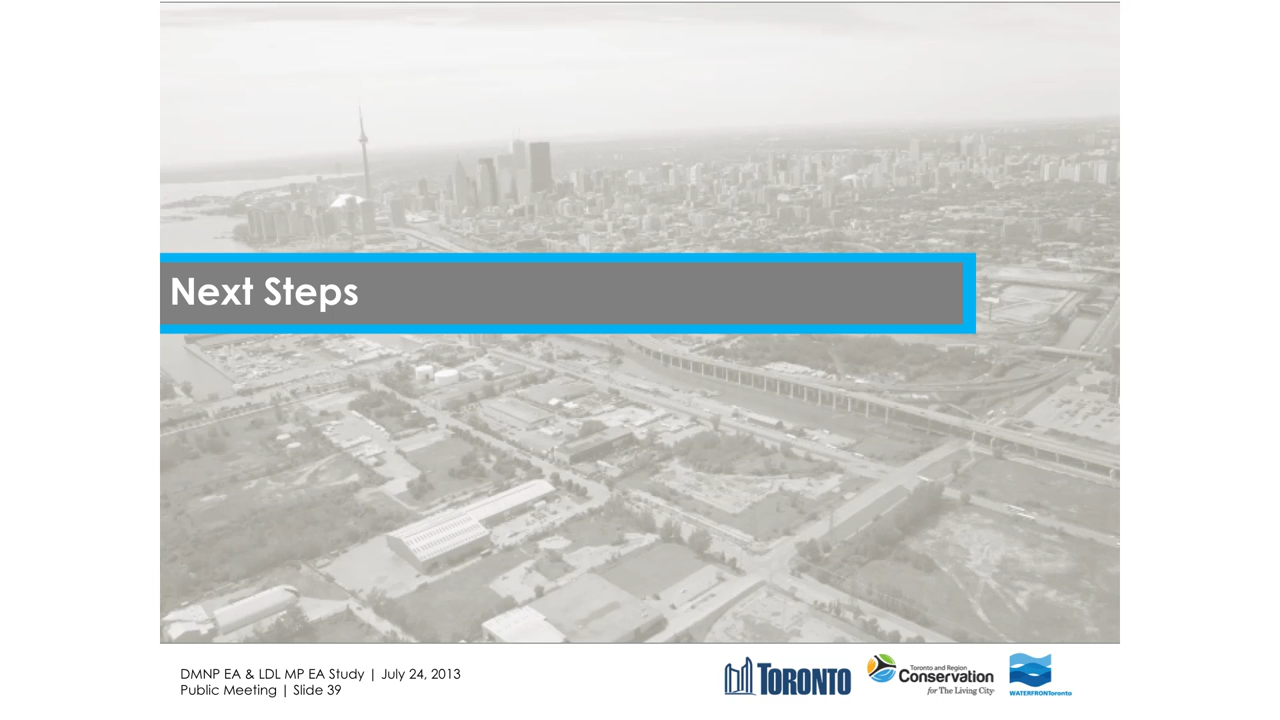 Next Steps
DMNP EA & LDL MP EA Study | July 24, 2013
Public Meeting | Slide 39
TORONTO
Toronto and Region
Conservation
for The Living City
WATERFRONToronto